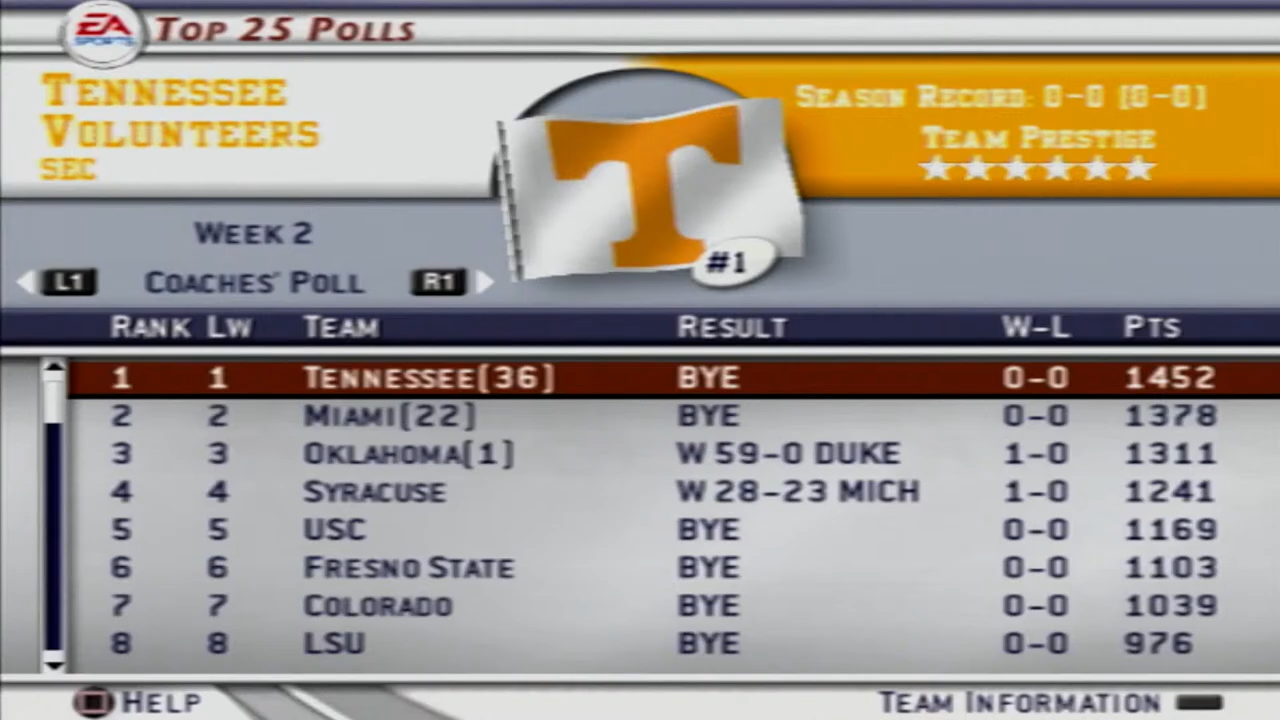 EA SPORTS Top 25 Polls
Tennessee
Volunteers
SEC
Season Record: 0-0 (0-0)
Team Prestige
T
#1
Week 2
L1 Coaches' Poll R1
Rank Lw Team Result W-L Pts
1 1 Tennessee(36) BYE 0-0 1452
2 2 Miami(22) BYE 0-0 1378
3 3 Oklahoma(1) W 59-0 DUKE 1-0 1311
4 4 Syracuse W 28-23 MICH 1-0 1241
5 5 USC BYE 0-0 1169
6 6 Fresno State BYE 0-0 1103
7 7 Colorado BYE 0-0 1039
8 8 LSU BYE 0-0 976
Help Team Information